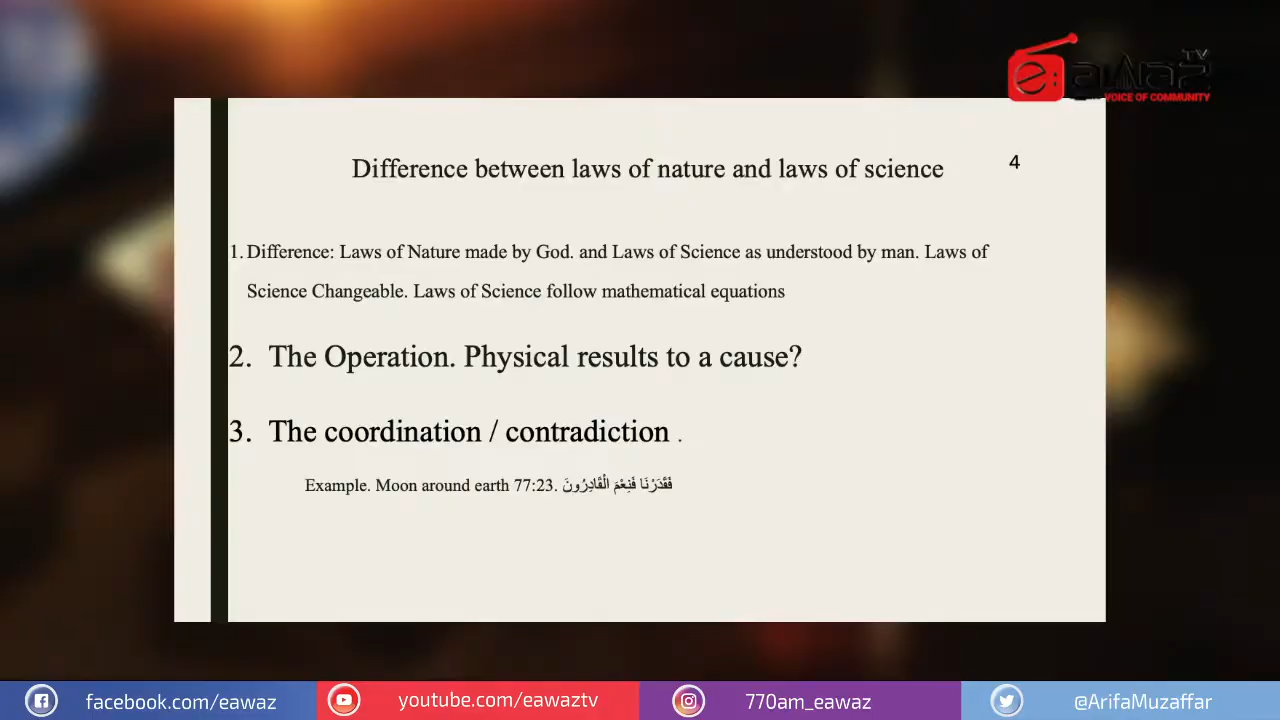 TV
e:awaz
VOICE OF COMMUNITY
Difference between laws of nature and laws of science
4
1. Difference: Laws of Nature made by God. and Laws of Science as understood by man. Laws of
Science Changeable. Laws of Science follow mathematical equations
2. The Operation. Physical results to a cause?
3. The coordination / contradiction .
Example. Moon around earth 77:23. فَقَدَرْنَا فَنِعْمَ الْقَادِرُونَ
facebook.com/eawaz
youtube.com/eawaztv
770am_eawaz
@ArifaMuzaffar